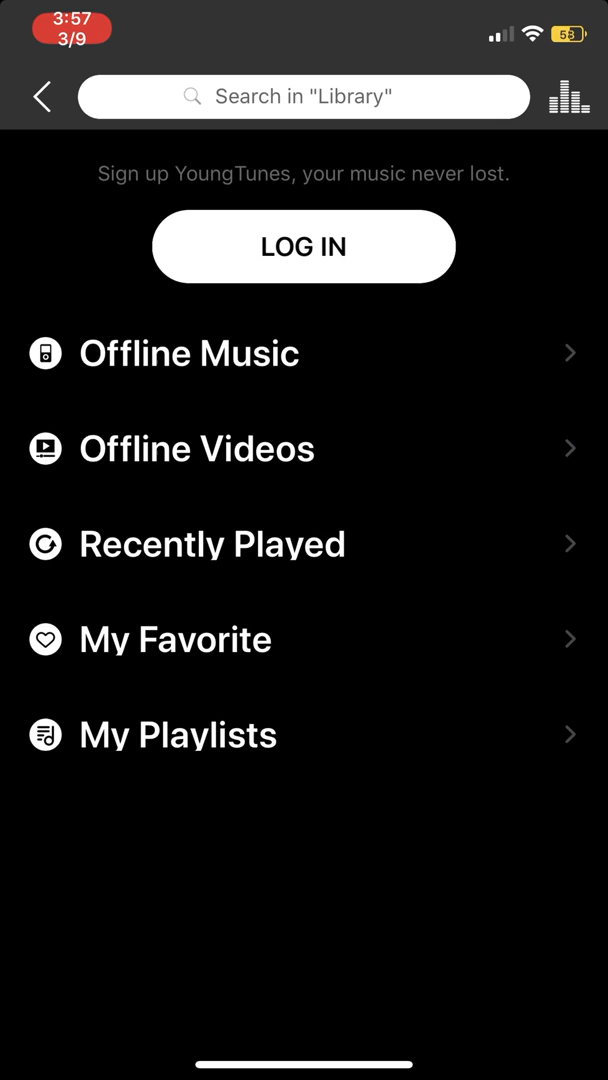 3:57
3/9
58
Search in "Library"
Sign up YoungTunes, your music never lost.
LOG IN
Offline Music
Offline Videos
Recently Played
My Favorite
My Playlists